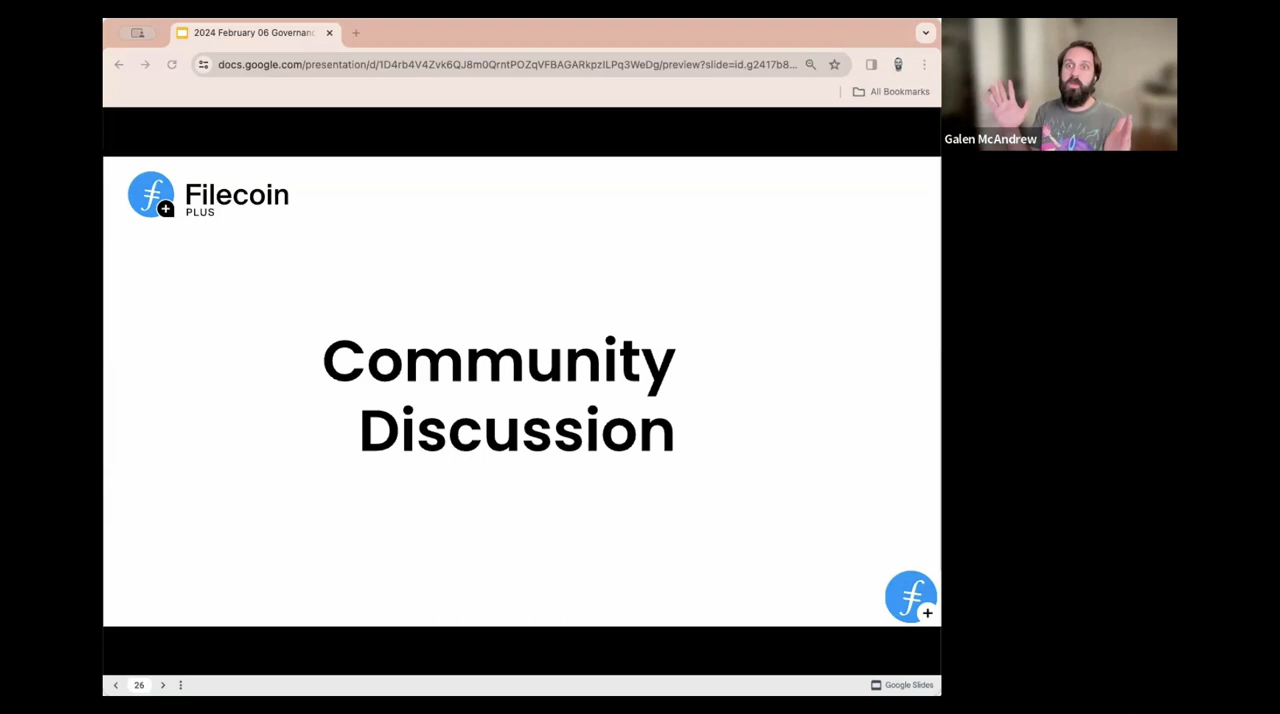 2024 February 06 Governanc
docs.google.com/presentation/d/1D4rb4V4Zvk6QJ8m0QrntPOZqVFBAGARkpzILPq3WeDg/preview?slide=id.g2417b8...
All Bookmarks
Galen McAndrew
Filecoin
PLUS
Community
Discussion
26
Google Slides